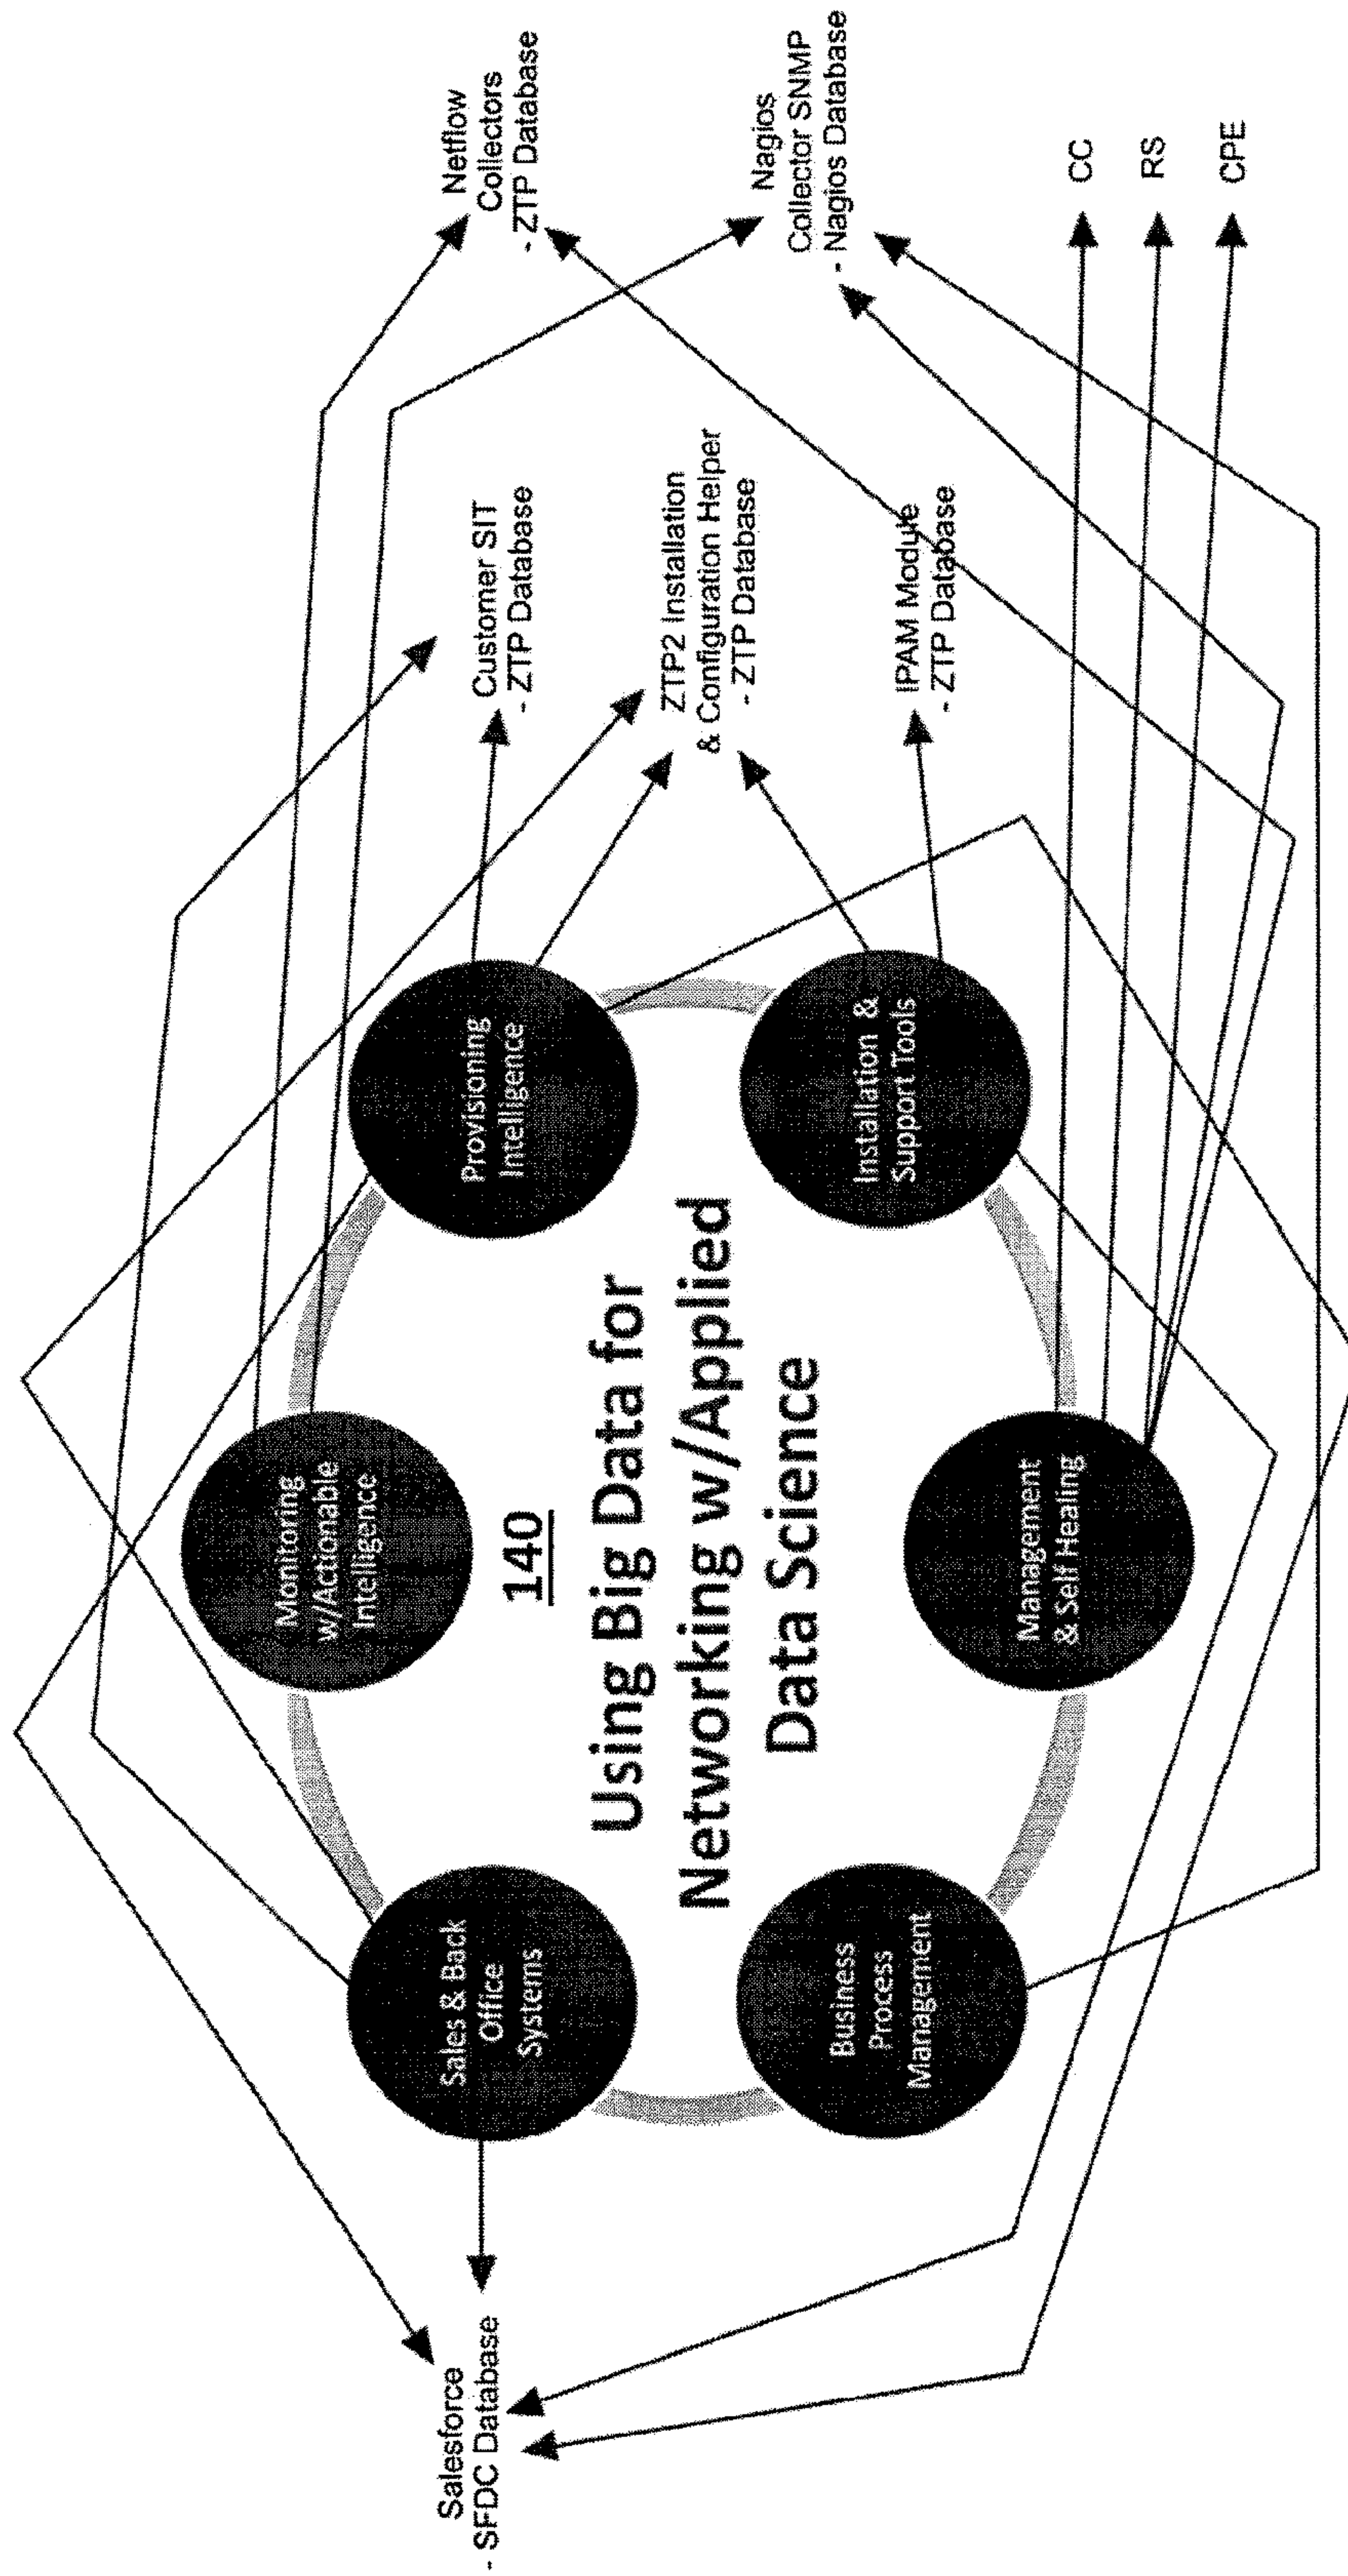 Salesforce
- SFDC Database
Sales & Back
Office
Systems
Monitoring
w/Actionable
Intelligence
Provisioning
Intelligence
Business
Process
Management
Management
& Self Healing
Installation &
Support Tools
140
Using Big Data for
Networking w/Applied
Data Science
Customer SIT
- ZTP Database
ZTP2 Installation
& Configuration Helper
- ZTP Database
IPAM Module
- ZTP Database
Netflow
Collectors
- ZTP Database
Nagios
Collector SNMP
- Nagios Database
CC
RS
CPE